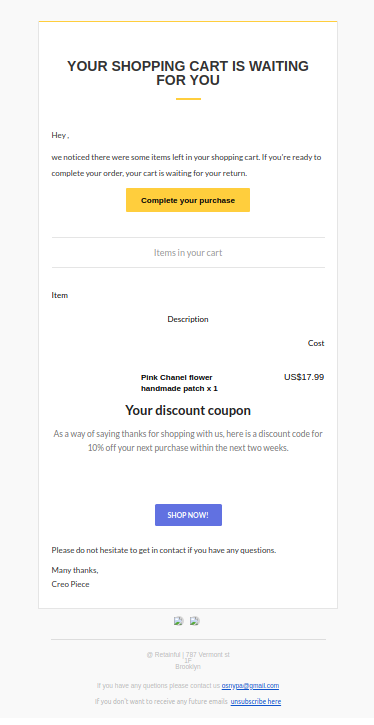 YOUR SHOPPING CART IS WAITING
FOR YOU
Hey ,
we noticed there were some items left in your shopping cart. If you're ready to
complete your order, your cart is waiting for your return.
Complete your purchase
Items in your cart
Item
Description
Cost
Pink Chanel flower US$17.99
handmade patch x 1
Your discount coupon
As a way of saying thanks for shopping with us, here is a discount code for
10% off your next purchase within the next two weeks.
SHOP NOW!
Please do not hesitate to get in contact if you have any questions.
Many thanks,
Creo Piece
@ Retainful | 787 Vermont st
Brooklyn
If you have any quetions please contact us osnypa@gmail.com
If you don't want to receive any future emails, unsubscribe here